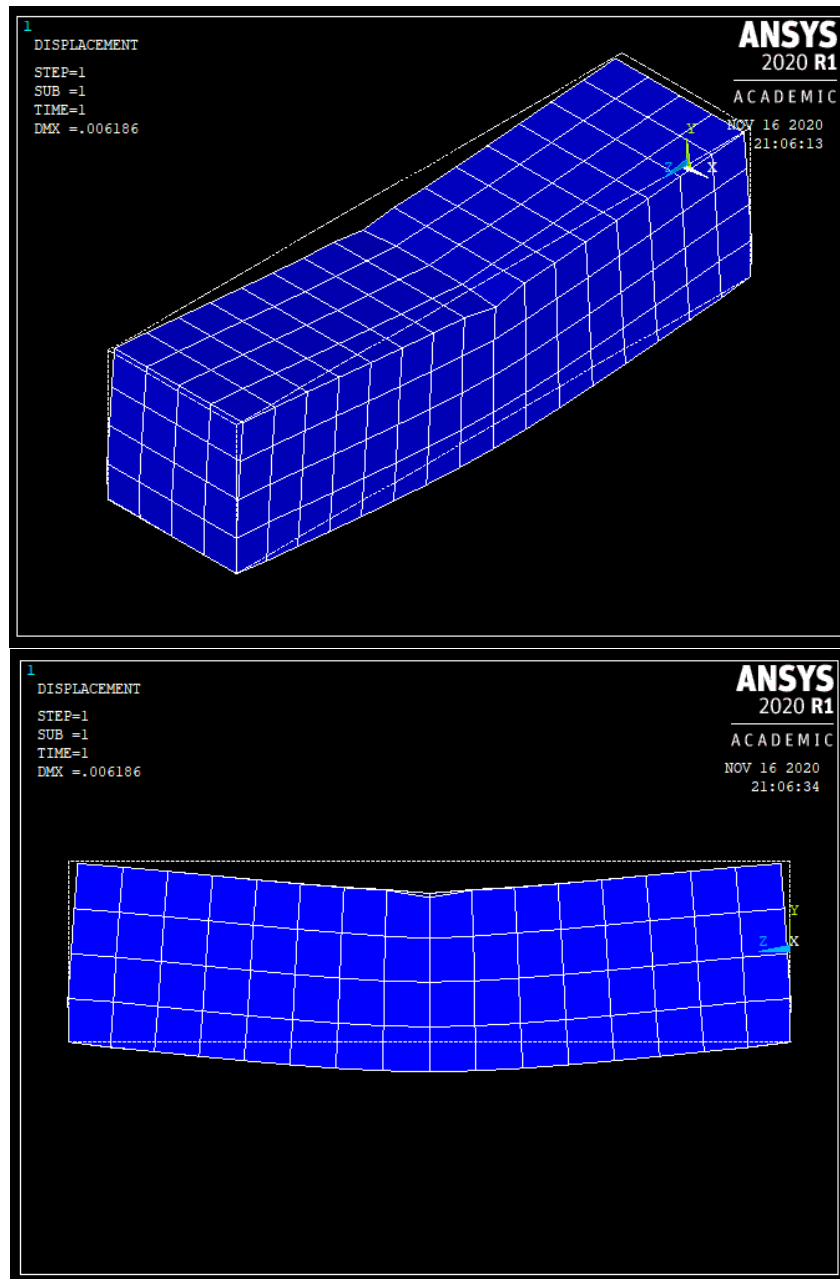 1
DISPLACEMENT
STEP=1
SUB =1
TIME=1
DMX =.006186
ANSYS
2020 R1
ACADEMIC
NOV 16 2020
21:06:13
Y
Z
X
1
DISPLACEMENT
STEP=1
SUB =1
TIME=1
DMX =.006186
ANSYS
2020 R1
ACADEMIC
NOV 16 2020
21:06:34
Y
Z X